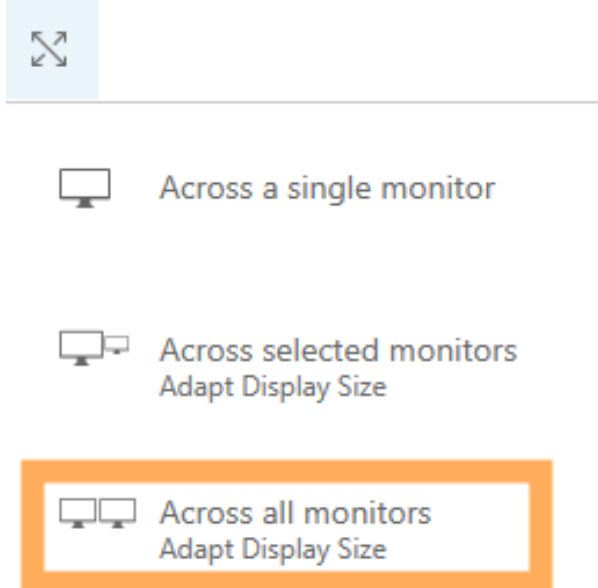 Across a single monitor
Across selected monitors
Adapt Display Size
Across all monitors
Adapt Display Size